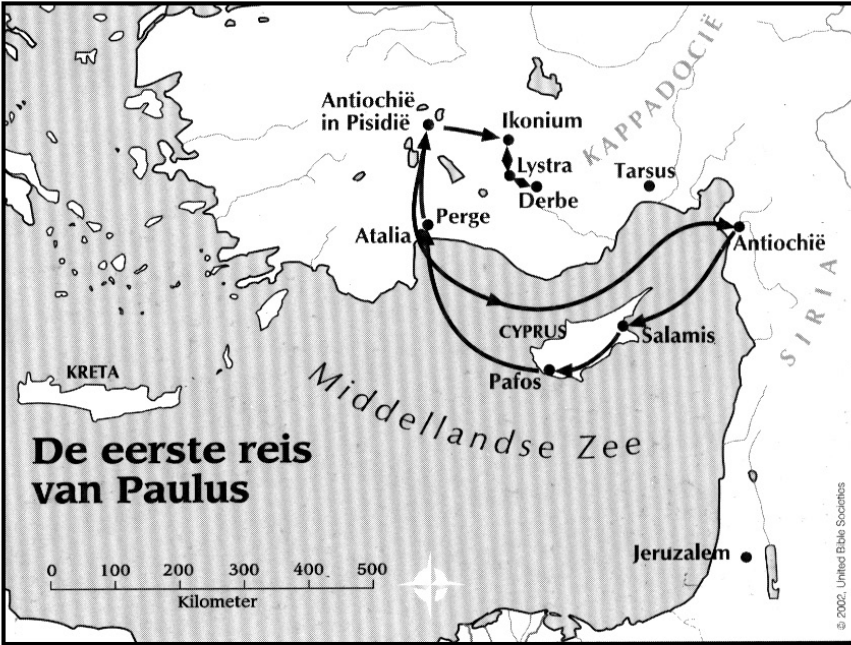 KAPPADOCIË
Antiochië
in Pisidië
Ikonium
Lystra
Derbe
Tarsus
Perge
Atalia
Antiochië
SIRIA
CYPRUS
Salamis
Pafos
KRETA
Middellandse Zee
De eerste reis
van Paulus
Jeruzalem
0 100 200 300 400 500
Kilometer
© 2002, United Bible Societies